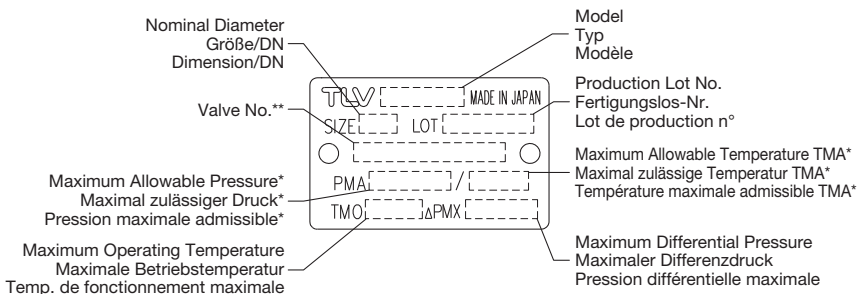 Nominal Diameter
Größe/DN
Dimension/DN
Model
Typ
Modèle
TLV MADE IN JAPAN
Production Lot No.
Fertigungslos-Nr.
Lot de production n°
Valve No.**
SIZE LOT
Maximum Allowable Pressure*
Maximal zulässiger Druck*
Pression maximale admissible*
PMA /
Maximum Allowable Temperature TMA*
Maximal zulässige Temperatur TMA*
Température maximale admissible TMA*
TMO ΔPMX
Maximum Operating Temperature
Maximale Betriebstemperatur
Temp. de fonctionnement maximale
Maximum Differential Pressure
Maximaler Differenzdruck
Pression différentielle maximale